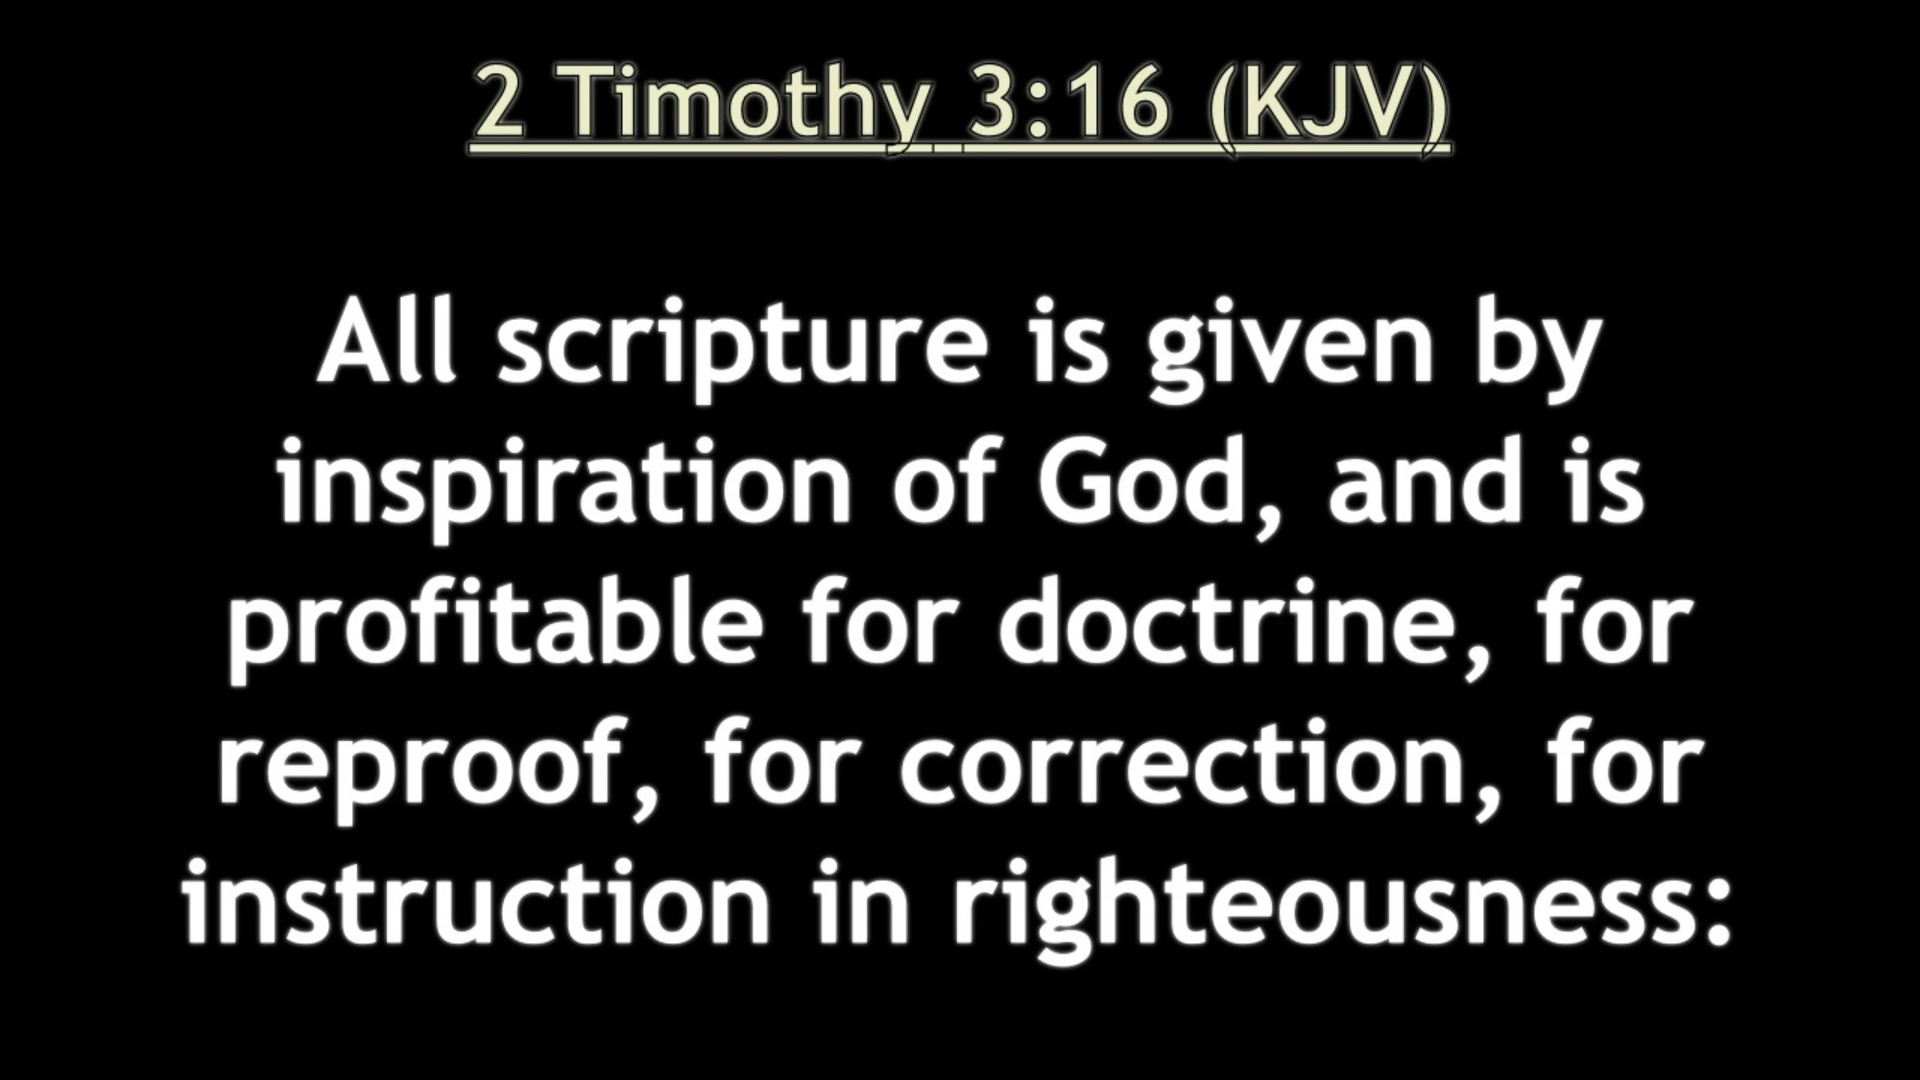 2 Timothy 3:16 (KJV)
All scripture is given by
inspiration of God, and is
profitable for doctrine, for
reproof, for correction, for
instruction in righteousness: